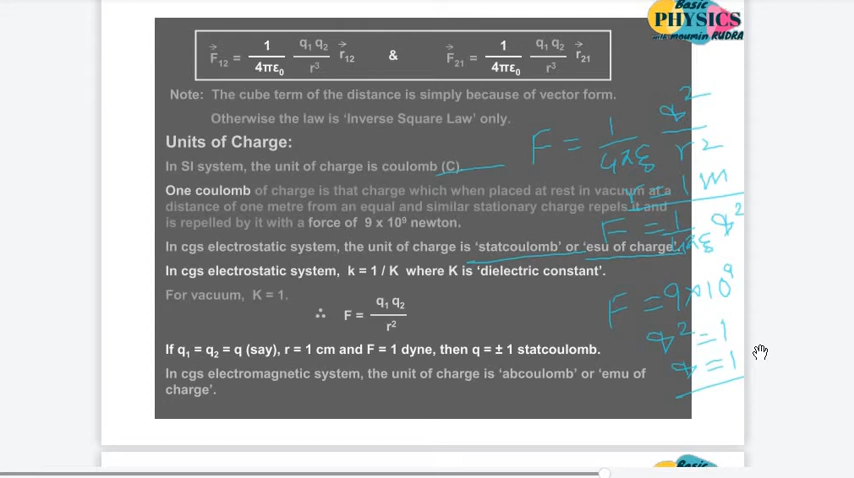 Basic
PHYSICS
with moumin RUDRA
F⃗12 = 1/4πε0 q1 q2/r3 r⃗12 & F⃗21 = 1/4πε0 q1 q2/r3 r⃗21
Note: The cube term of the distance is simply because of vector form.
Otherwise the law is 'Inverse Square Law' only.
Units of Charge:
In SI system, the unit of charge is coulomb (C).
One coulomb of charge is that charge which when placed at rest in vacuum at a
distance of one metre from an equal and similar stationary charge repels it and
is repelled by it with a force of 9 x 10⁹ newton.
In cgs electrostatic system, the unit of charge is 'statcoulomb' or 'esu of charge'.
In cgs electrostatic system, k = 1 / K where K is 'dielectric constant'.
For vacuum, K = 1.
∴ F = q1 q2/r2
If q1 = q2 = q (say), r = 1 cm and F = 1 dyne, then q = ± 1 statcoulomb.
In cgs electromagnetic system, the unit of charge is 'abcoulomb' or 'emu of
charge'.
F = 1/4πε q²/r2
r = 1 m
F = 1/4πε q²
F = 9×10⁹
q² = 1
q = 1
Basic